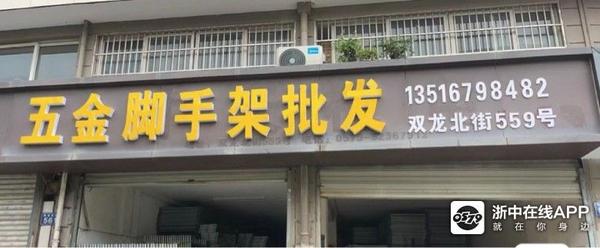 五金脚手架批发
13516798482
双龙北街559号
浙中在线APP
就在你身边